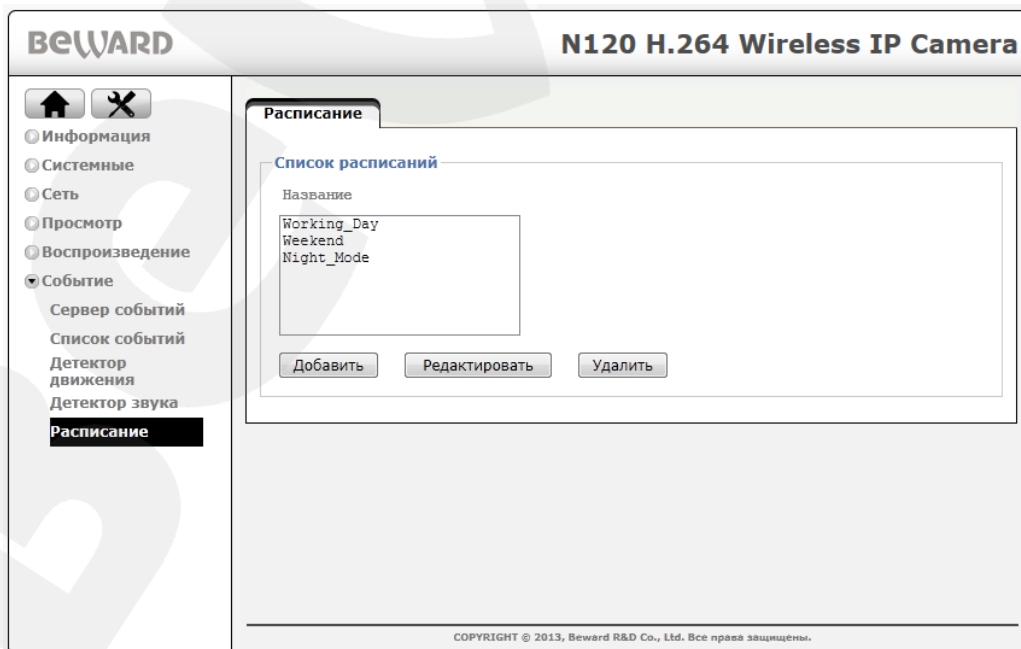 BEWARD
N120 H.264 Wireless IP Camera
Информация
Системные
Сеть
Просмотр
Воспроизведение
Событие
Сервер событий
Список событий
Детектор
движения
Детектор звука
Расписание
Расписание
Список расписаний
Название
Working_Day
Weekend
Night_Mode
Добавить
Редактировать
Удалить
COPYRIGHT © 2013, Beward R&D Co., Ltd. Все права защищены.